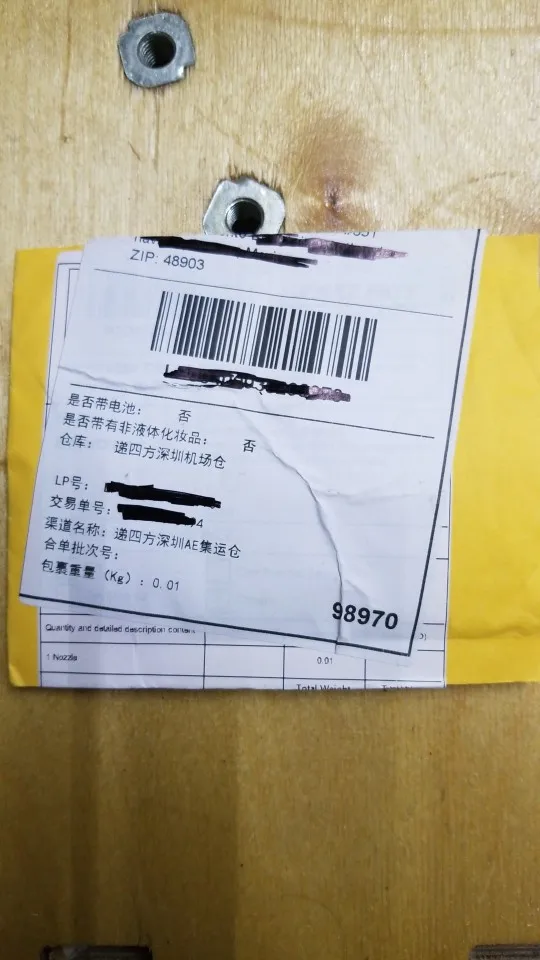 ZIP: 48903
是否带电池： 否
是否带有非液体化妆品： 否
仓库： 递四方深圳机场仓
LP号：
交易单号： 4
渠道名称：递四方深圳AE集运仓
合单批次号：
包裹重量（Kg）：0.01
98970
Quantity and detailed description content
1 Nozzle 0.01
Total Weight